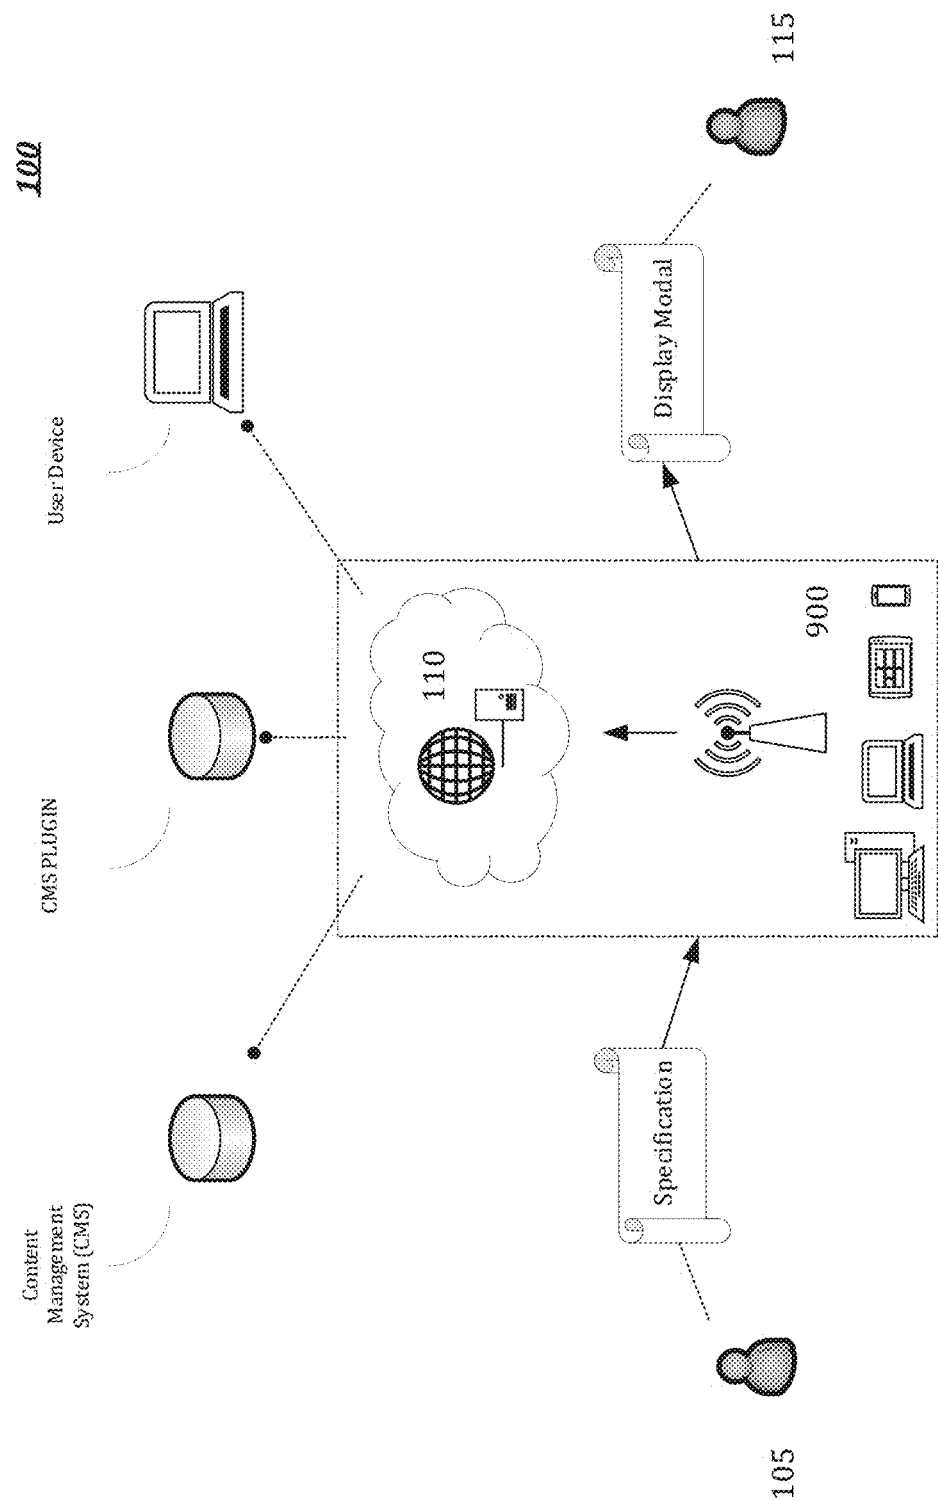 100
Content
Management
System (CMS)
CMS PLUGIN
User Device
110
900
Specification
Display Modal
105
115